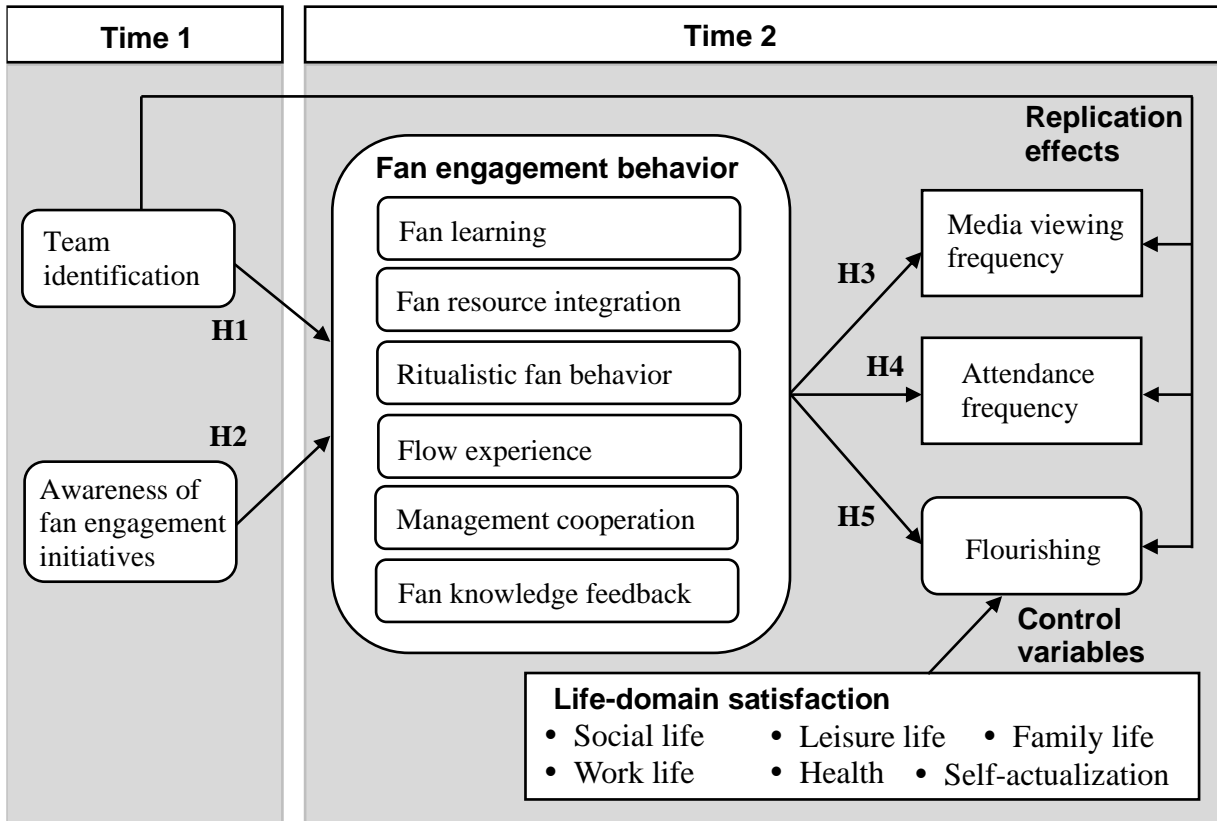 Time 1
Time 2
Replication
effects
Fan engagement behavior
Fan learning
Fan resource integration
Ritualistic fan behavior
Flow experience
Management cooperation
Fan knowledge feedback
Team
identification
H1
H2
Awareness of
fan engagement
initiatives
H3
H4
H5
Media viewing
frequency
Attendance
frequency
Flourishing
Control
variables
Life-domain satisfaction
• Social life • Leisure life • Family life
• Work life • Health • Self-actualization